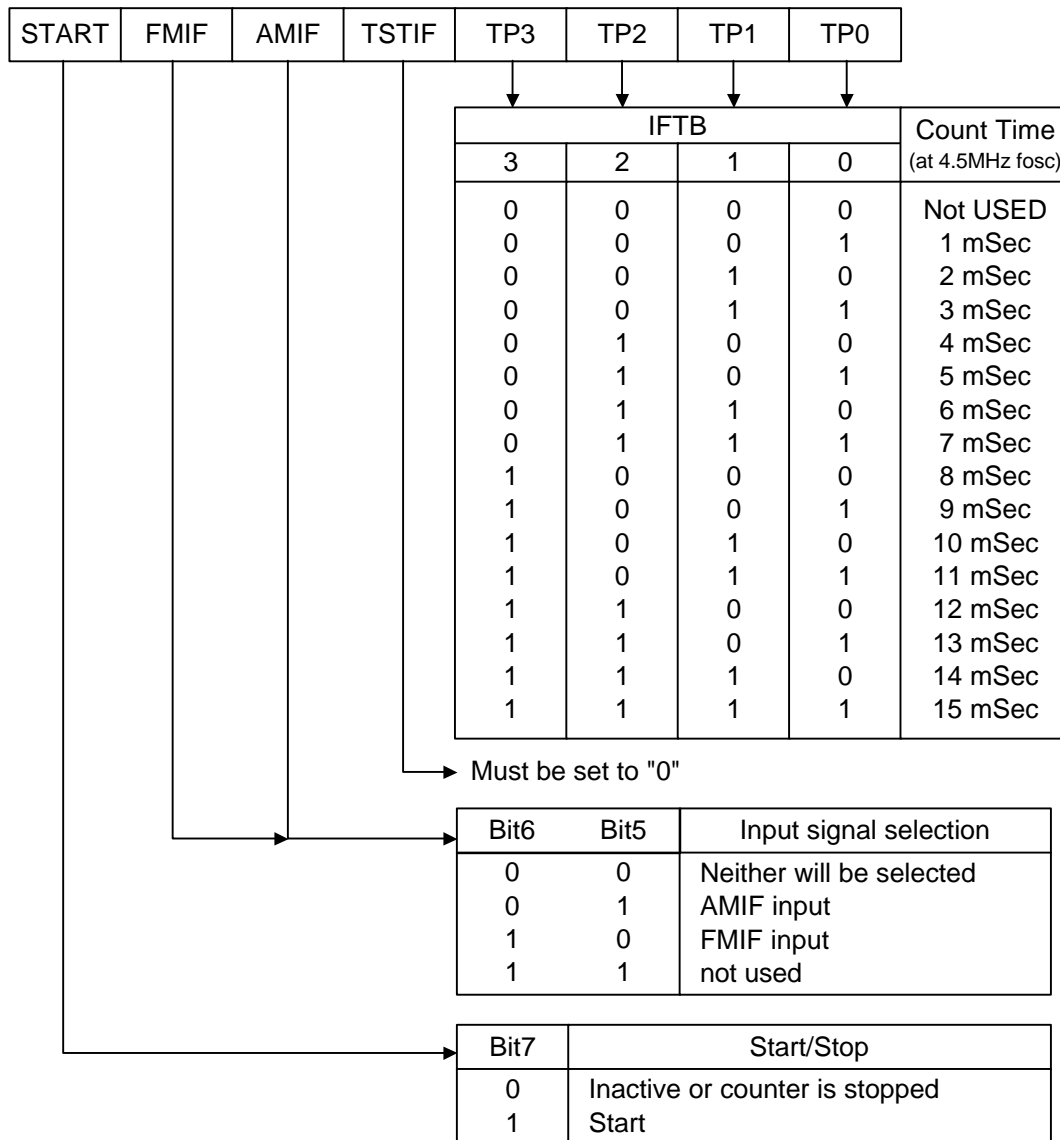 START FMIF AMIF TSTIF TP3 TP2 TP1 TP0
IFTB Count Time
3 2 1 0 (at 4.5MHz fosc)
0 0 0 0 Not USED
0 0 0 1 1 mSec
0 0 1 0 2 mSec
0 0 1 1 3 mSec
0 1 0 0 4 mSec
0 1 0 1 5 mSec
0 1 1 0 6 mSec
0 1 1 1 7 mSec
1 0 0 0 8 mSec
1 0 0 1 9 mSec
1 0 1 0 10 mSec
1 0 1 1 11 mSec
1 1 0 0 12 mSec
1 1 0 1 13 mSec
1 1 1 0 14 mSec
1 1 1 1 15 mSec
Must be set to "0"
Bit6 Bit5 Input signal selection
0 0 Neither will be selected
0 1 AMIF input
1 0 FMIF input
1 1 not used
Bit7 Start/Stop
0 Inactive or counter is stopped
1 Start